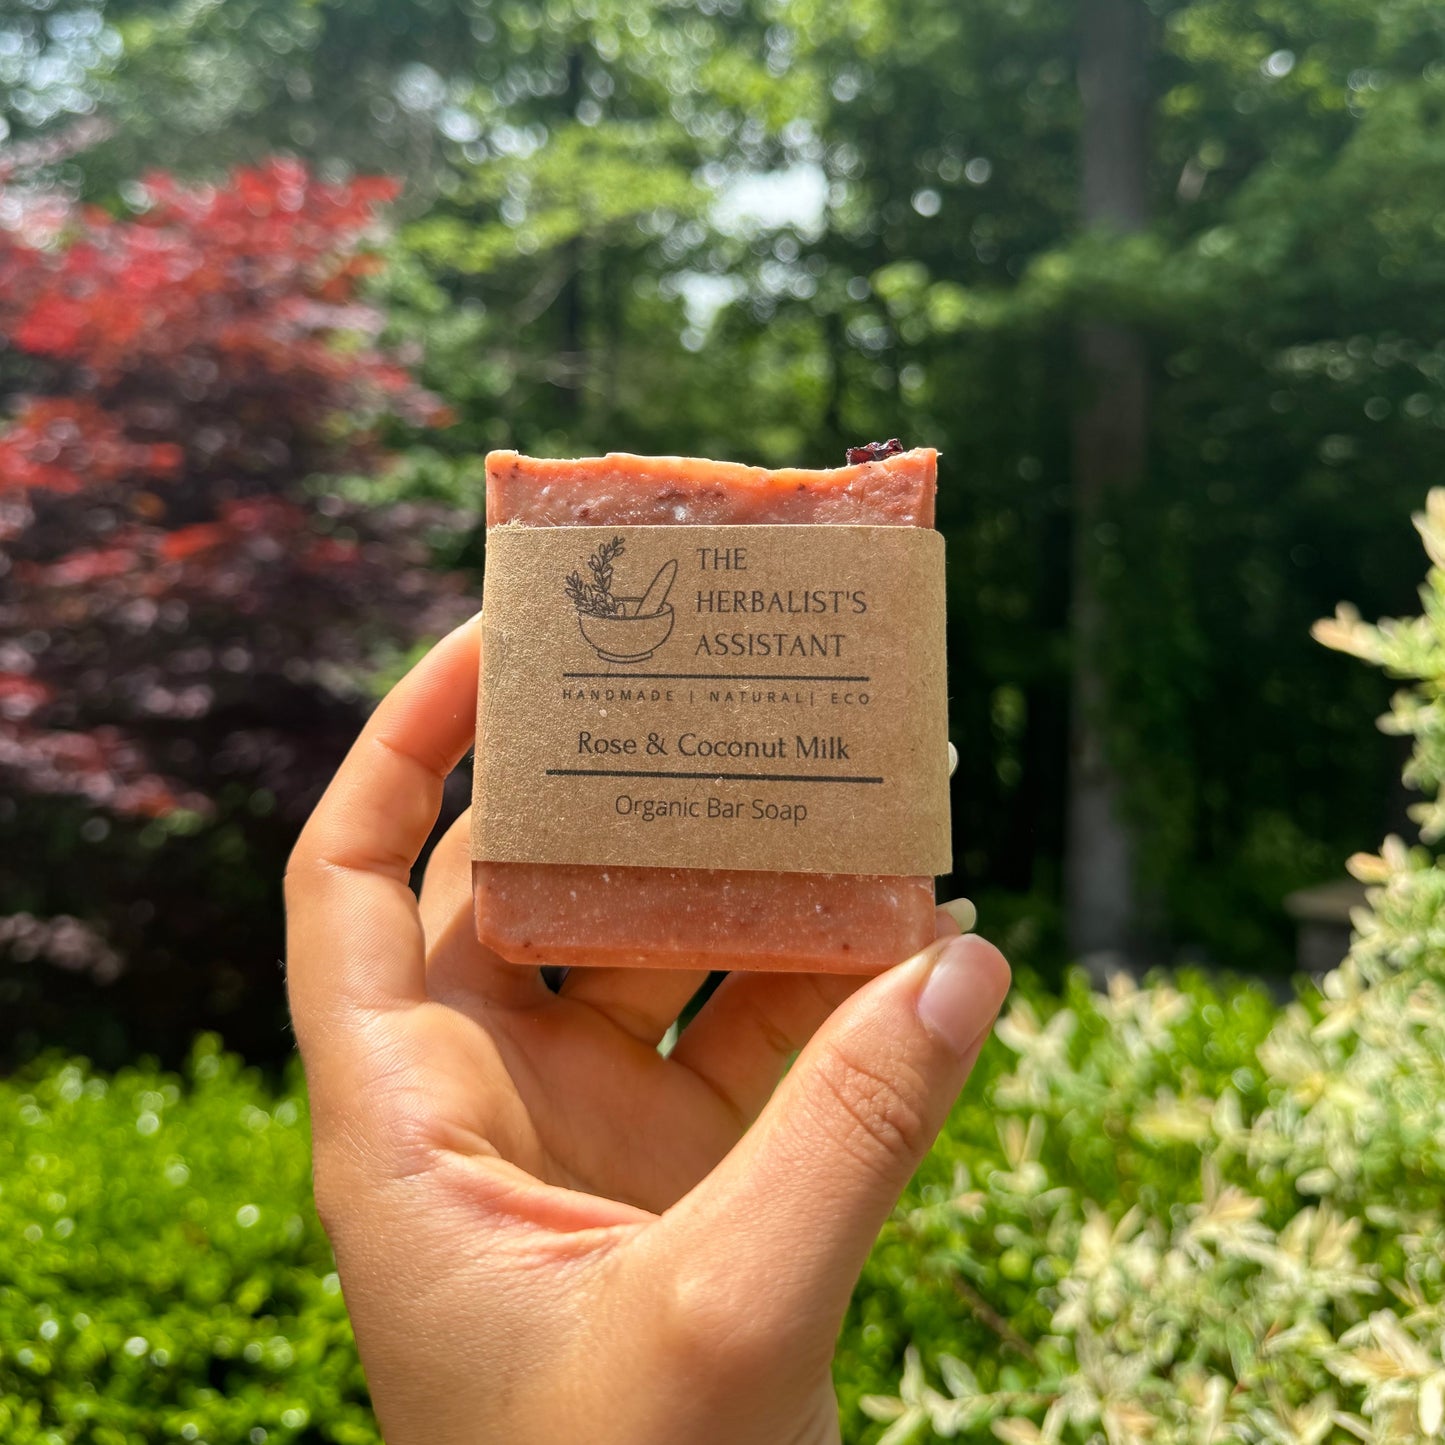 THE
HERBALIST'S
ASSISTANT
HANDMADE | NATURAL| ECO
Rose & Coconut Milk
Organic Bar Soap